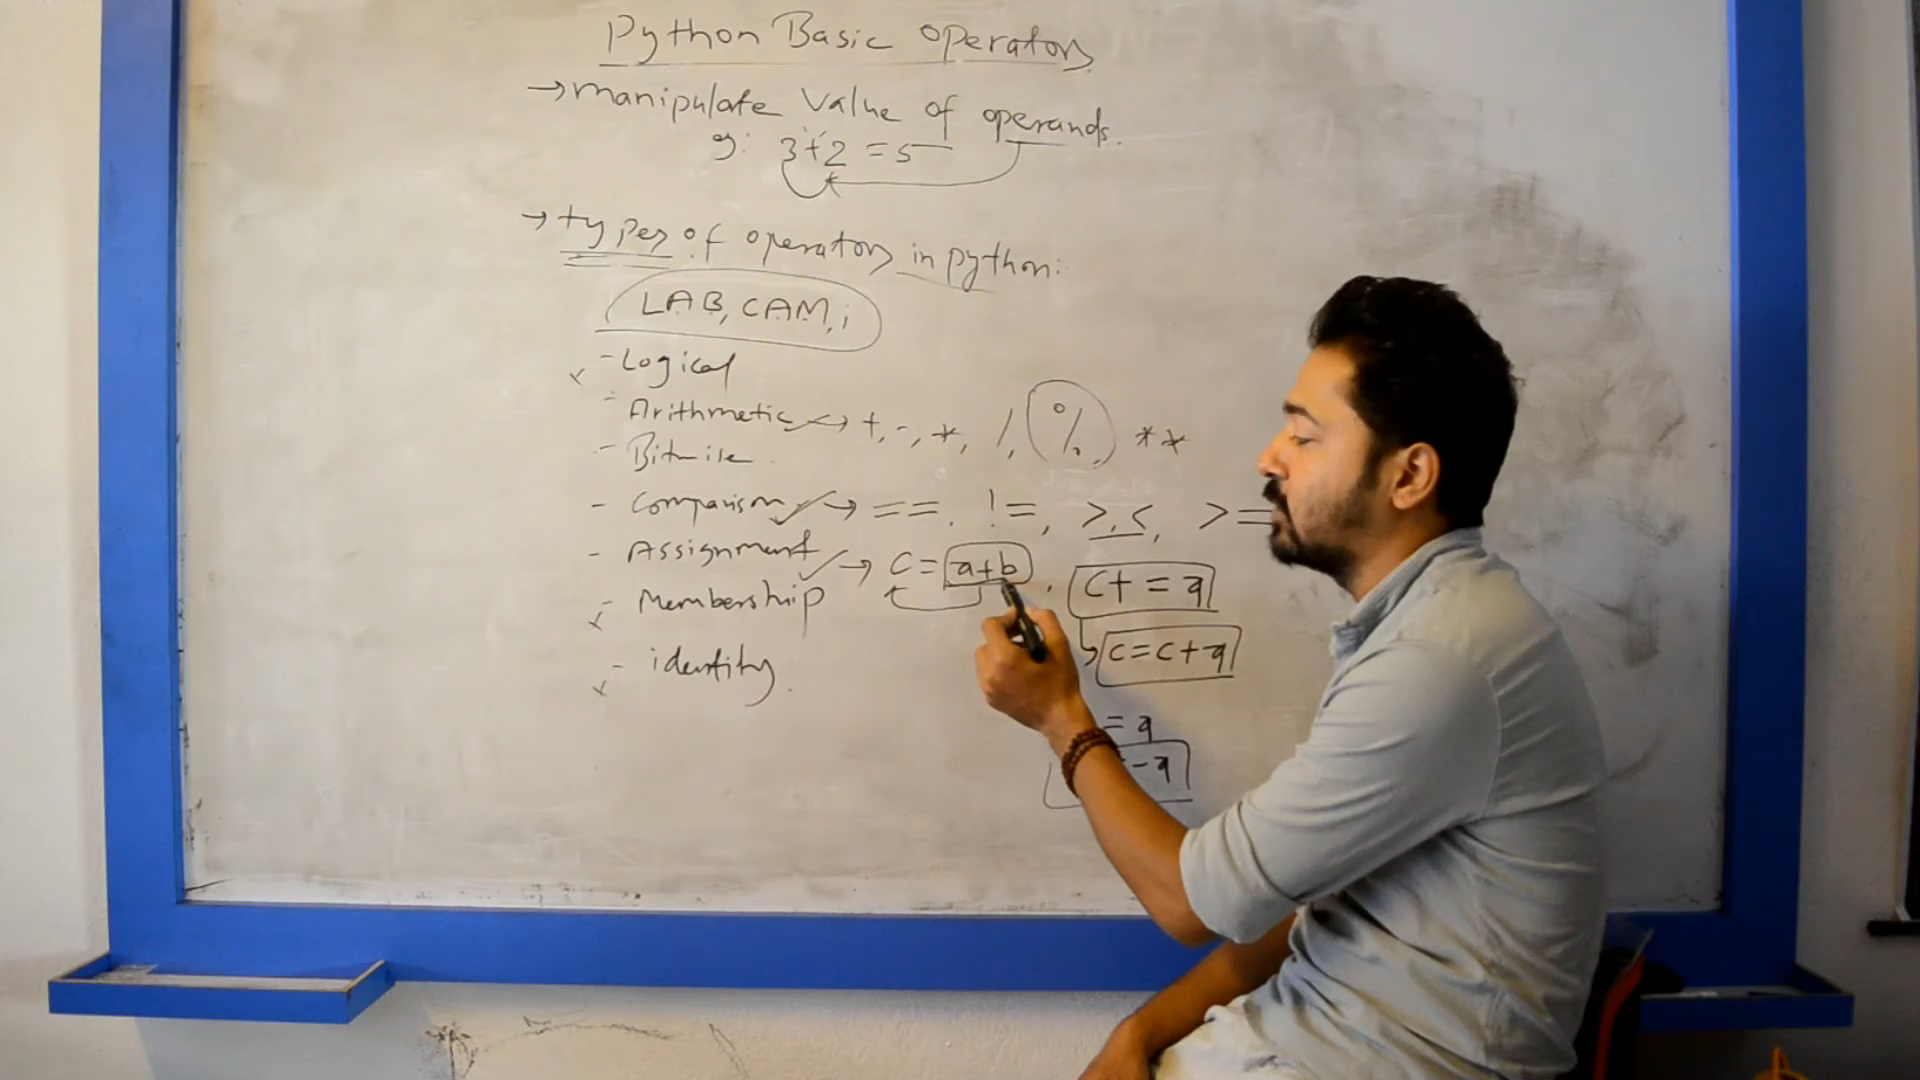 Python Basic Operators
→ manipulate value of operands.
eg: 3+2 = 5
→ types of operators in python:
LAB, CAM, i
- Logical
- Arithmetic → +, -, *, /, %, **
- Bitwise
- Comparison → ==, !=, >, <, >=
- Assignment → c = a+b, c+ = a
- Membership
c = c+a
- identity.
= a
- a